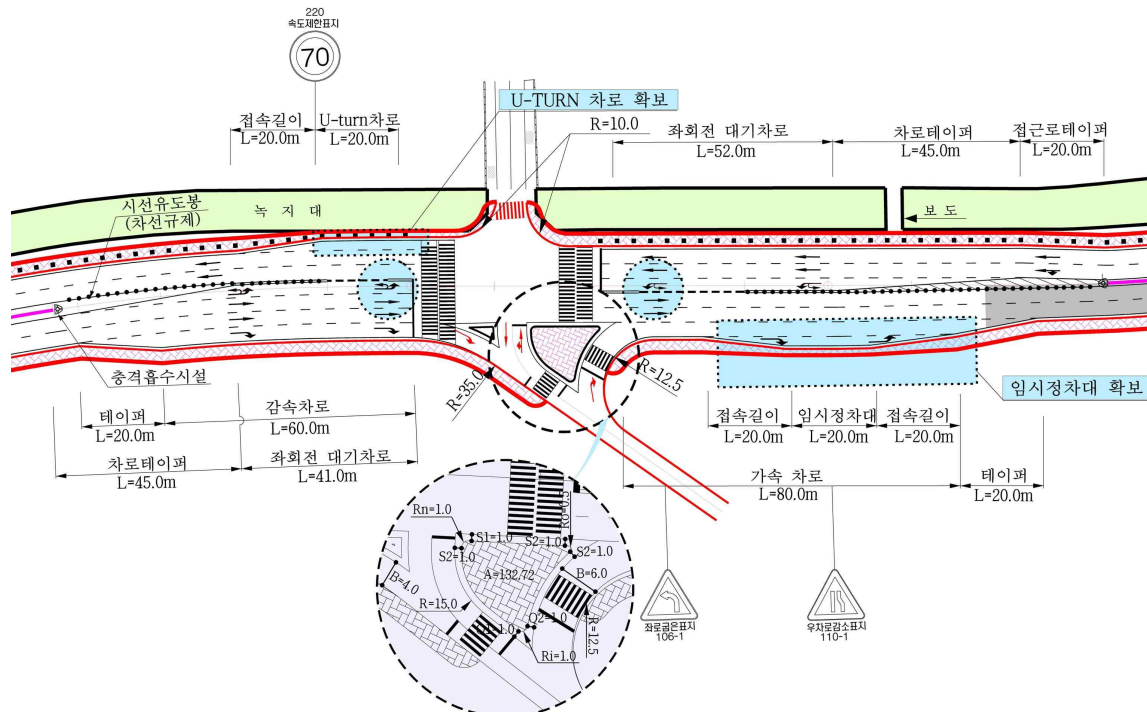 220
속도제한표지
70
U-TURN 차로 확보
접속길이
L=20.0m
U-turn차로
L=20.0m
R=10.0
좌회전 대기차로
L=52.0m
차로테이퍼
L=45.0m
접근로테이퍼
L=20.0m
시선유도봉
(차선규제)
녹지대
보도
충격흡수시설
R=35.0
R=12.5
임시정차대 확보
테이퍼
L=20.0m
감속차로
L=60.0m
차로테이퍼
L=45.0m
좌회전 대기차로
L=41.0m
접속길이
L=20.0m
임시정차대
L=20.0m
접속길이
L=20.0m
가속 차로
L=80.0m
테이퍼
L=20.0m
Rn=1.0
S1=1.0
Ro=0.5
S2=1.0
S2=1.0
S2=1.0
A=132.72
B=6.0
B=4.0
R=15.0
O2=1.0
R=12.5
Ri=1.0
좌로굽은표지
106-1
우차로감소표지
110-1